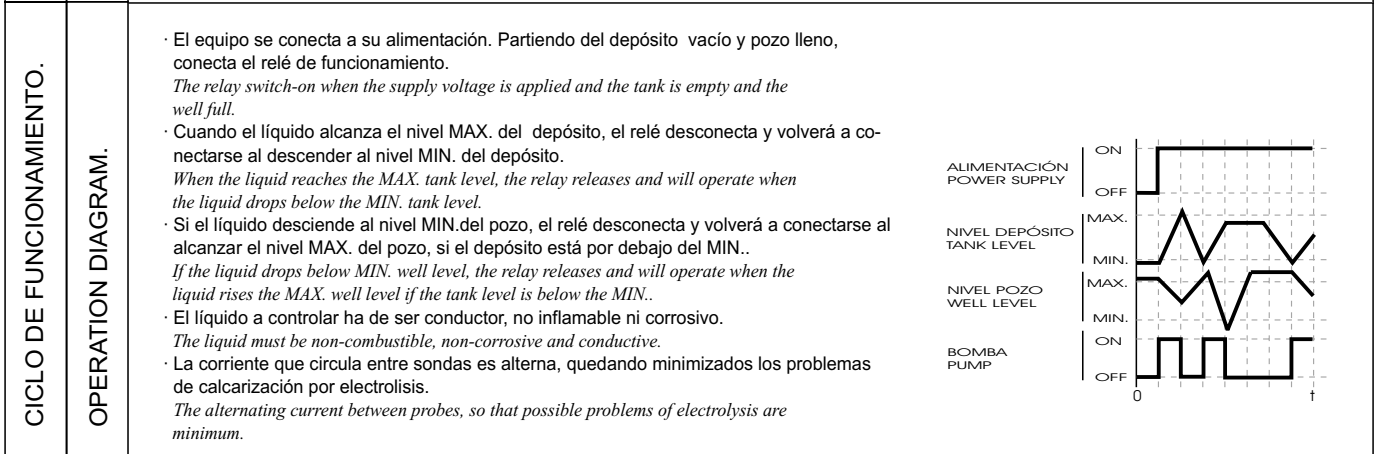 CICLO DE FUNCIONAMIENTO.
OPERATION DIAGRAM.
· El equipo se conecta a su alimentación. Partiendo del depósito vacío y pozo lleno,
conecta el relé de funcionamiento.
The relay switch-on when the supply voltage is applied and the tank is empty and the
well full.
· Cuando el líquido alcanza el nivel MAX. del depósito, el relé desconecta y volverá a co-
nectarse al descender al nivel MIN. del depósito.
When the liquid reaches the MAX. tank level, the relay releases and will operate when
the liquid drops below the MIN. tank level.
· Si el líquido desciende al nivel MIN.del pozo, el relé desconecta y volverá a conectarse al
alcanzar el nivel MAX. del pozo, si el depósito está por debajo del MIN..
If the liquid drops below MIN. well level, the relay releases and will operate when the
liquid rises the MAX. well level if the tank level is below the MIN..
· El líquido a controlar ha de ser conductor, no inflamable ni corrosivo.
The liquid must be non-combustible, non-corrosive and conductive.
· La corriente que circula entre sondas es alterna, quedando minimizados los problemas
de calcarización por electrolisis.
The alternating current between probes, so that possible problems of electrolysis are
minimum.
ALIMENTACIÓN
POWER SUPPLY
ON
OFF
NIVEL DEPÓSITO
TANK LEVEL
MAX.
MIN.
NIVEL POZO
WELL LEVEL
MAX.
MIN.
BOMBA
PUMP
ON
OFF
0 t